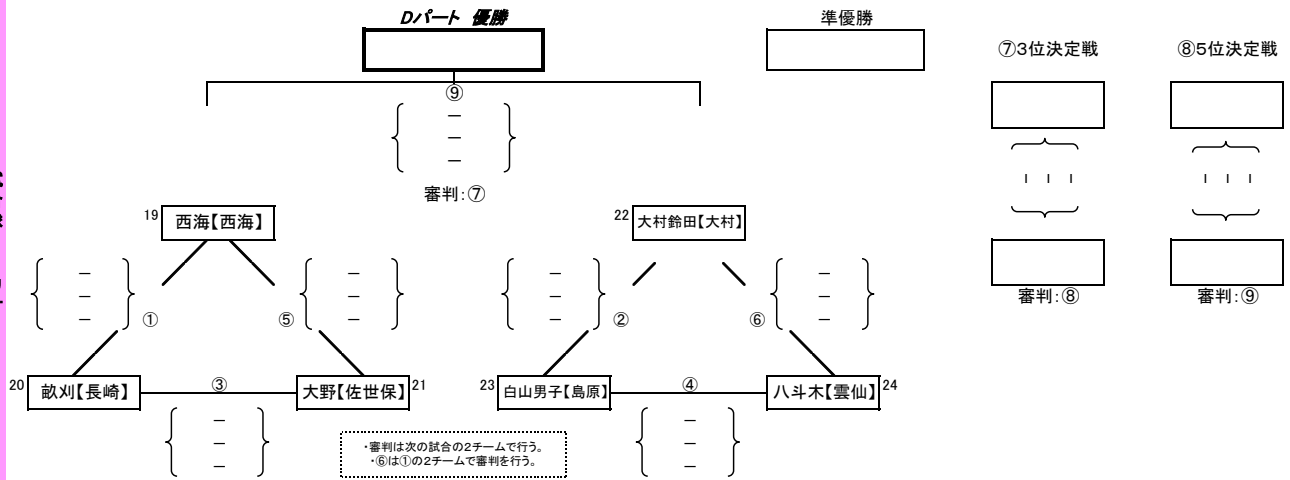 Dパート 優勝
準優勝
⑦3位決定戦
⑧5位決定戦
⑨
－
－
－
審判:⑦
19 西海【西海】
22 大村鈴田【大村】
－ － －
－ － －
審判:⑧
審判:⑨
－ － － －
－ － － －
－ － － －
① ⑤ ② ⑥
20 畝刈【長崎】 ③ 大野【佐世保】 21
23 白山男子【島原】 ④ 八斗木【雲仙】 24
－ －
－ －
－ －
・審判は次の試合の2チームで行う。
・⑥は①の2チームで審判を行う。